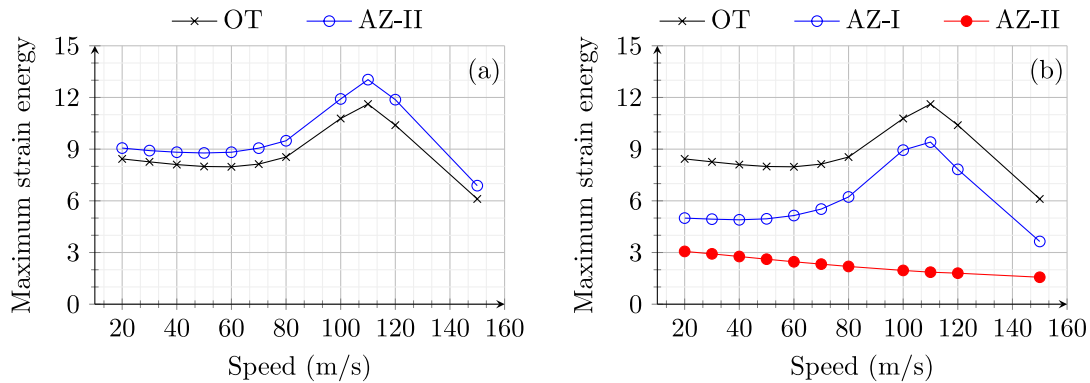 OT AZ-II
(a)
Maximum strain energy
15
12
9
6
3
0
20 40 60 80 100 120 140 160
Speed (m/s)
OT AZ-I AZ-II
(b)
Maximum strain energy
15
12
9
6
3
0
20 40 60 80 100 120 140 160
Speed (m/s)